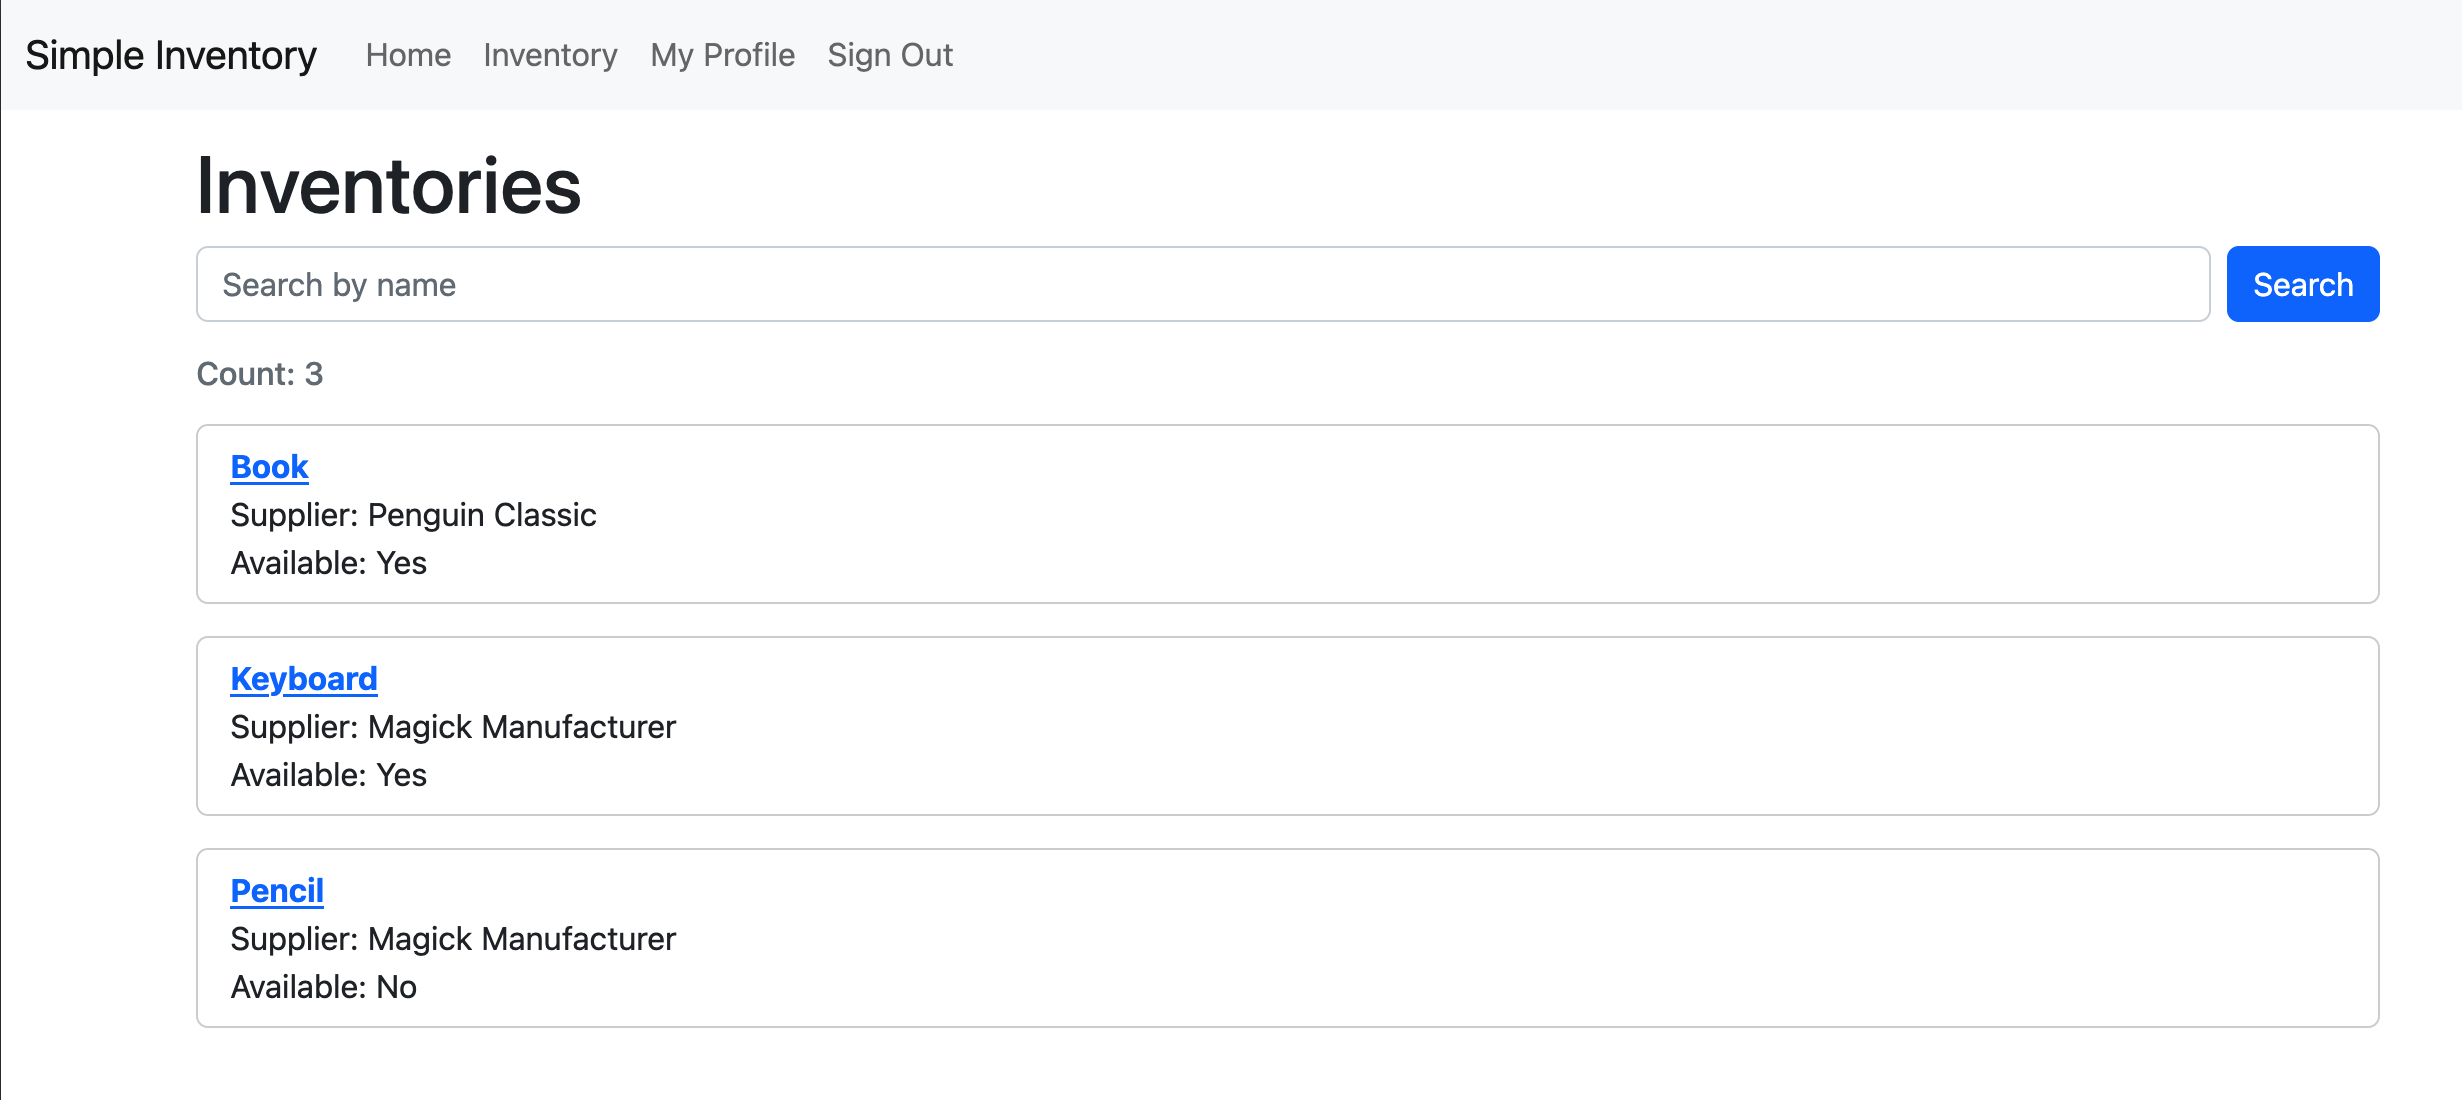 Simple Inventory Home Inventory My Profile Sign Out
Inventories
Search by name Search
Count: 3
Book
Supplier: Penguin Classic
Available: Yes
Keyboard
Supplier: Magick Manufacturer
Available: Yes
Pencil
Supplier: Magick Manufacturer
Available: No